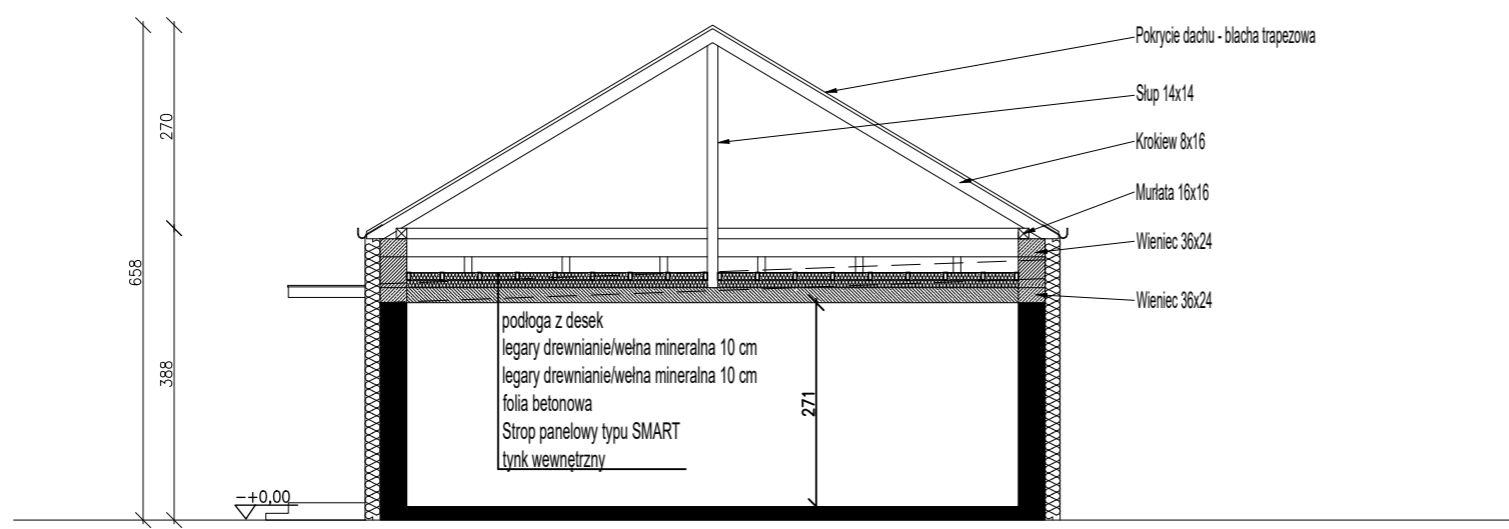 Pokrycie dachu - blacha trapezowa
Słup 14x14
Krokiew 8x16
Murłata 16x16
Wieniec 36x24
Wieniec 36x24
270
658
388
podłoga z desek
legary drewnianie/wełna mineralna 10 cm
legary drewnianie/wełna mineralna 10 cm
folia betonowa
Strop panelowy typu SMART
tynk wewnętrzny
271
-+0,00